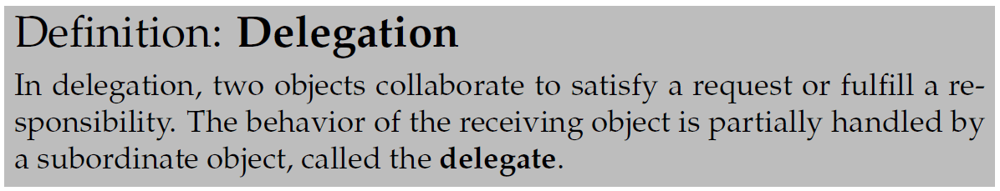 Definition: Delegation
In delegation, two objects collaborate to satisfy a request or fulfill a re-
sponsibility. The behavior of the receiving object is partially handled by
a subordinate object, called the delegate.